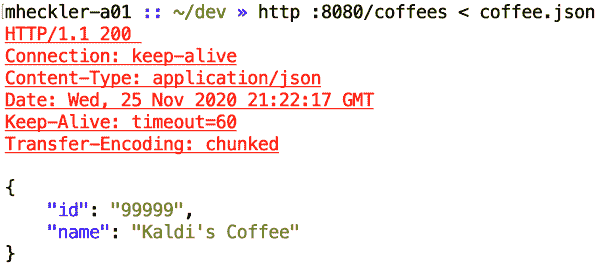 mheckler-a01 :: ~/dev » http :8080/coffees < coffee.json
HTTP/1.1 200
Connection: keep-alive
Content-Type: application/json
Date: Wed, 25 Nov 2020 21:22:17 GMT
Keep-Alive: timeout=60
Transfer-Encoding: chunked
{
    "id": "99999",
    "name": "Kaldi's Coffee"
}